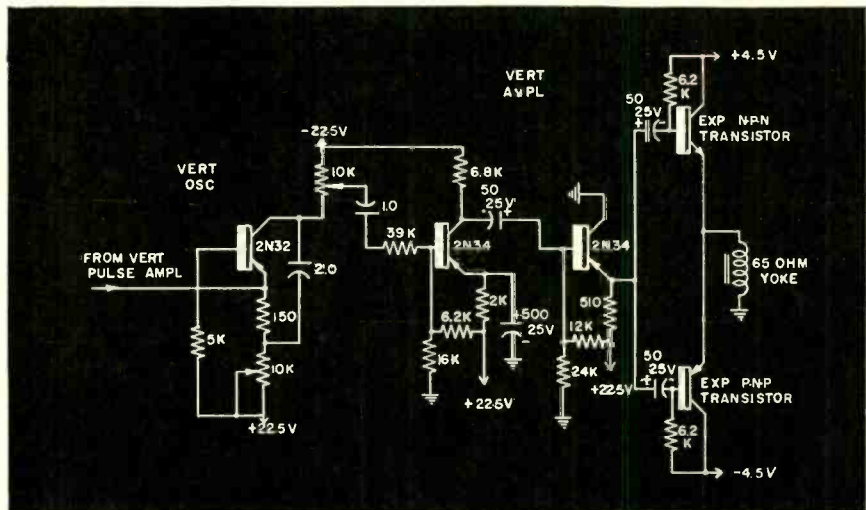 VERT
OSC
FROM VERT
PULSE AMPL
5K
2N32
150
10K
+22.5V
2.0
-22.5V
10K
1.0
39K
6.8K
50
25V
+
2N34
6.2K
16K
2K
+500
25V
-
+22.5V
VERT
AMPL
2N34
510
12K
24K
+22.5V
50
25V
+
-
6.2
K
+4.5V
EXP N-P-N
TRANSISTOR
65 OHM
YOKE
50
25V
+
-
EXP P-N-P
TRANSISTOR
6.2
K
-4.5V